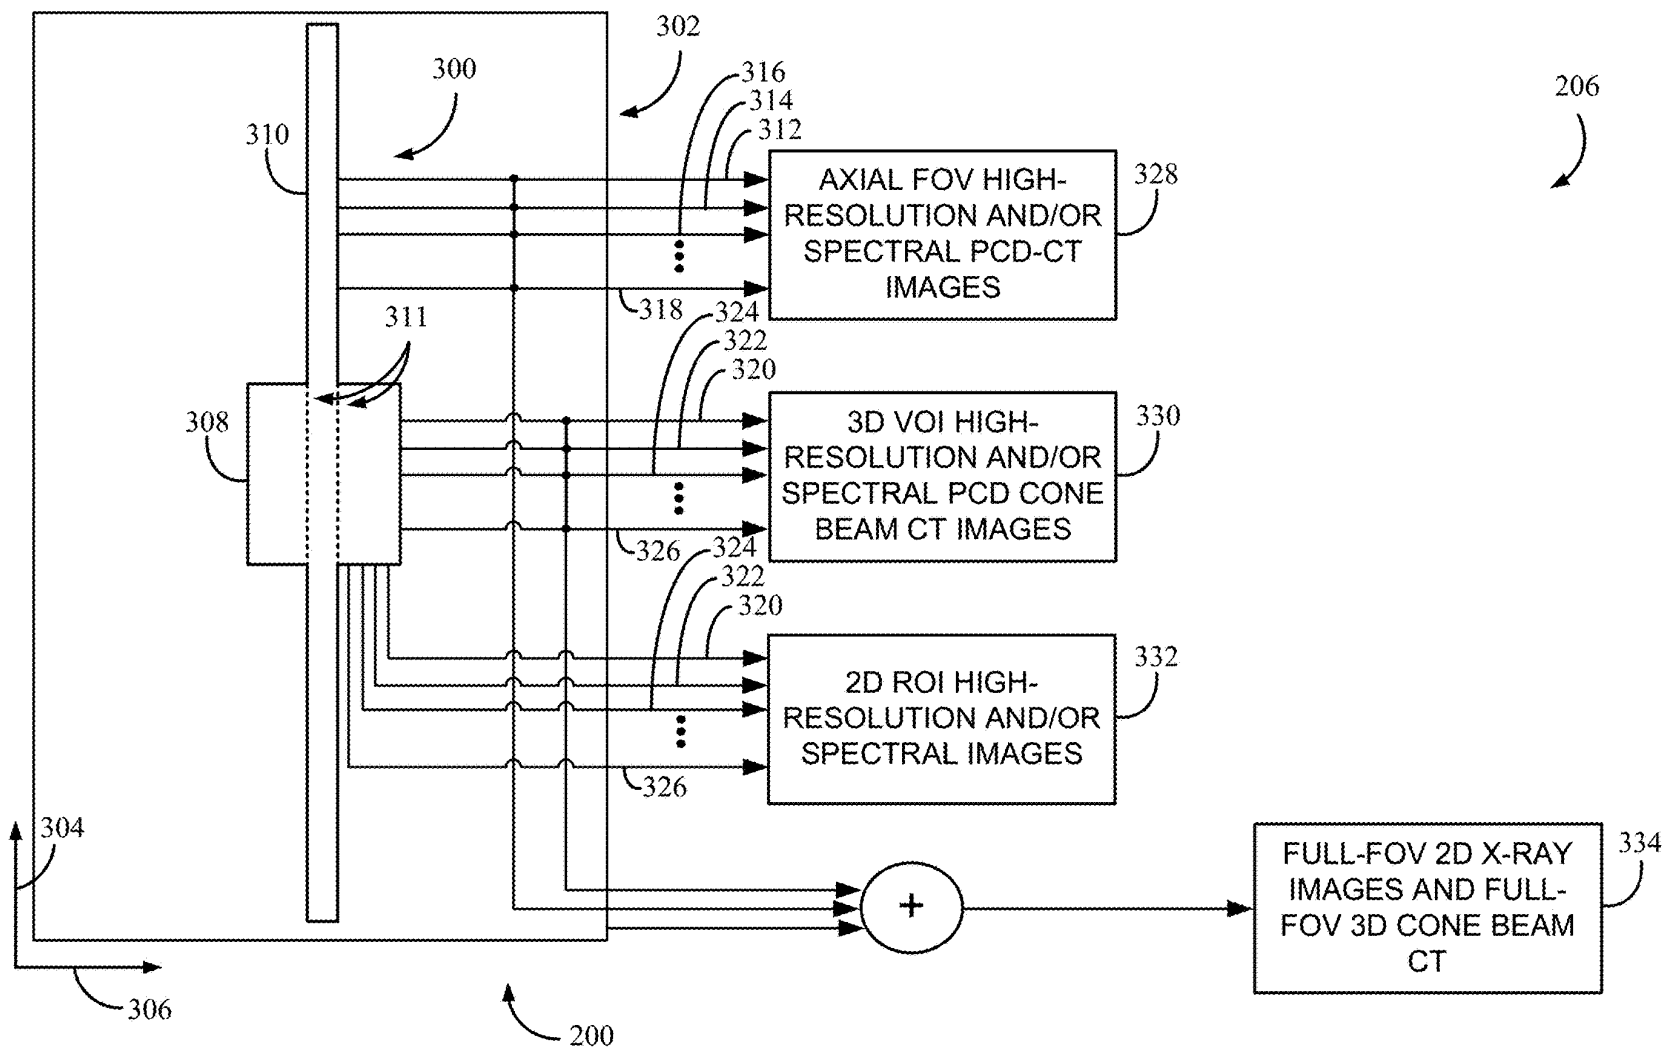 302
300
316
314
312
206
310
AXIAL FOV HIGH-
RESOLUTION AND/OR
SPECTRAL PCD-CT
IMAGES
328
318
311
324
322
320
308
3D VOI HIGH-
RESOLUTION AND/OR
SPECTRAL PCD CONE
BEAM CT IMAGES
330
326
324
322
320
2D ROI HIGH-
RESOLUTION AND/OR
SPECTRAL IMAGES
332
326
304
+
FULL-FOV 2D X-RAY
IMAGES AND FULL-
FOV 3D CONE BEAM
CT
334
306
200